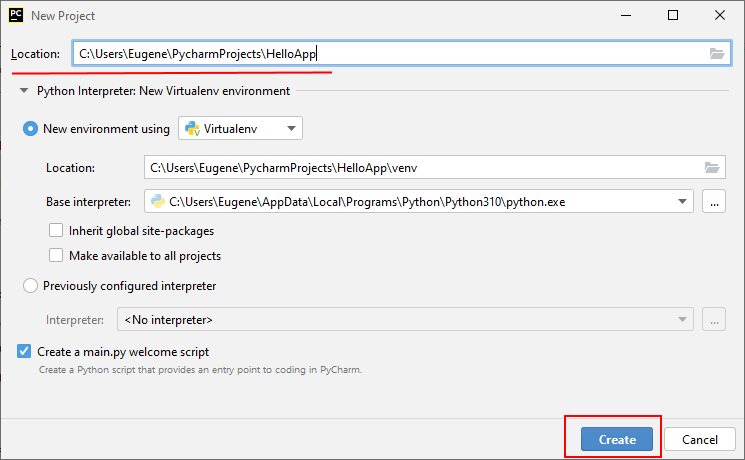 PC New Project
Location: C:\Users\Eugene\PycharmProjects\HelloApp
Python Interpreter: New Virtualenv environment
New environment using Virtualenv
Location: C:\Users\Eugene\PycharmProjects\HelloApp\venv
Base interpreter: C:\Users\Eugene\AppData\Local\Programs\Python\Python310\python.exe ...
Inherit global site-packages
Make available to all projects
Previously configured interpreter
Interpreter: <No interpreter> ...
Create a main.py welcome script
Create a Python script that provides an entry point to coding in PyCharm.
Create Cancel